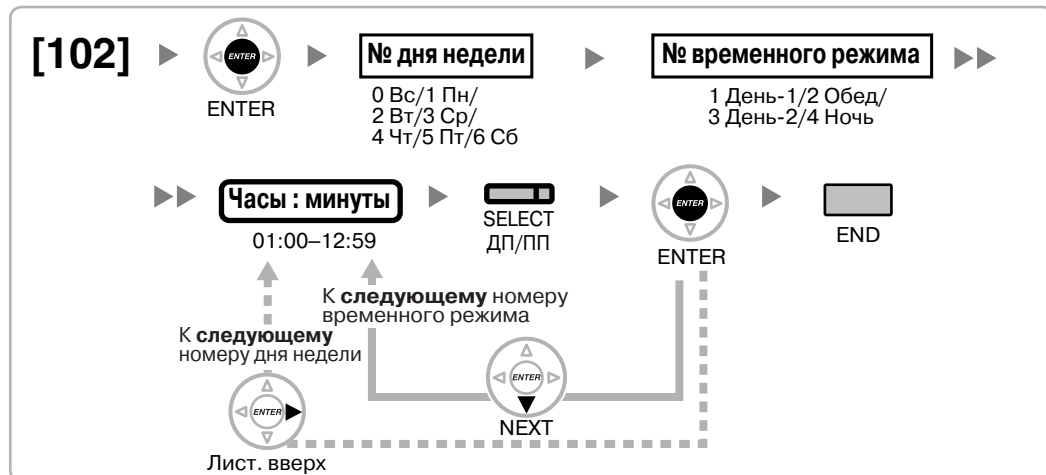 [102]
ENTER
ENTER
№ дня недели
0 Вс/1 Пн/
2 Вт/3 Ср/
4 Чт/5 Пт/6 Сб
№ временного режима
1 День-1/2 Обед/
3 День-2/4 Ночь
Часы : минуты
01:00–12:59
SELECT
ДП/ПП
ENTER
ENTER
END
К следующему номеру
временного режима
К следующему
номеру дня недели
ENTER
NEXT
ENTER
Лист. вверх